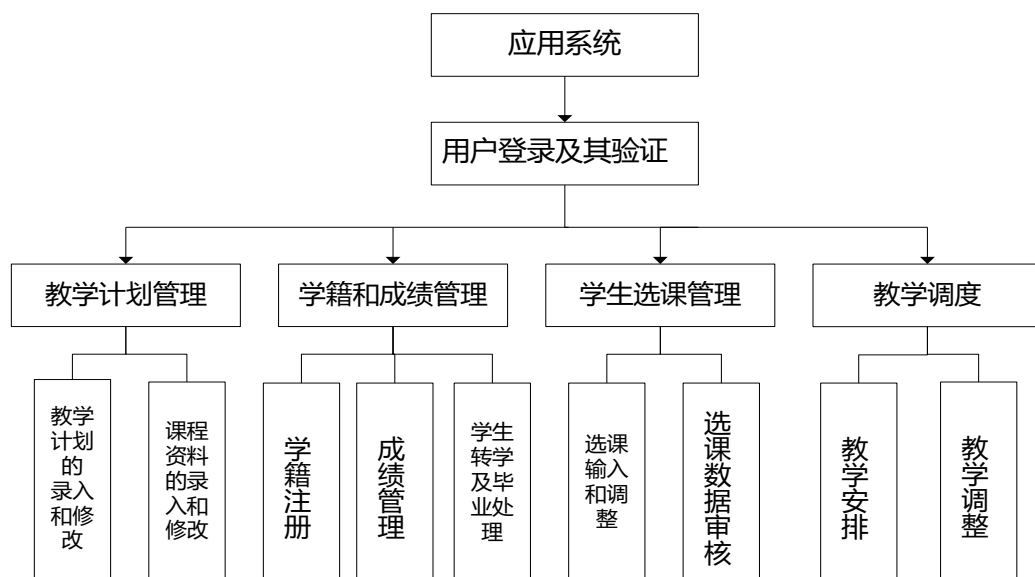 应用系统
用户登录及其验证
教学计划管理
学籍和成绩管理
学生选课管理
教学调度
教学
计划
的
录入
和修
改
课程
资料
的录
入和
修改
学籍注册
成绩管理
学生
转学
及毕
业处
理
选课
输入
和调
整
选课数据审核
教学安排
教学调整